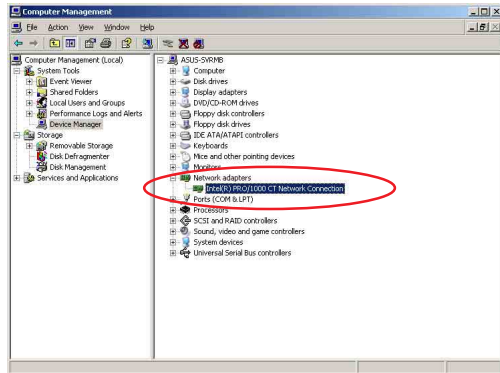 Computer Management
File Action View Window Help
Computer Management (Local)
System Tools
Event Viewer
Shared Folders
Local Users and Groups
Performance Logs and Alerts
Device Manager
Storage
Removable Storage
Disk Defragmenter
Disk Management
Services and Applications
ASUS-SVRMB
Computer
Disk drives
Display adapters
DVD/CD-ROM drives
Floppy disk controllers
Floppy disk drives
IDE ATA/ATAPI controllers
Keyboards
Mice and other pointing devices
Monitors
Network adapters
Intel(R) PRO/1000 CT Network Connection
Ports (COM & LPT)
Processors
SCSI and RAID controllers
Sound, video and game controllers
System devices
Universal Serial Bus controllers